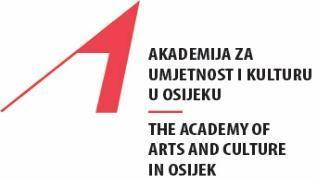 AKADEMIJA ZA
UMJETNOST I KULTURU
U OSIJEKU
THE ACADEMY OF
ARTS AND CULTURE
IN OSIJEK